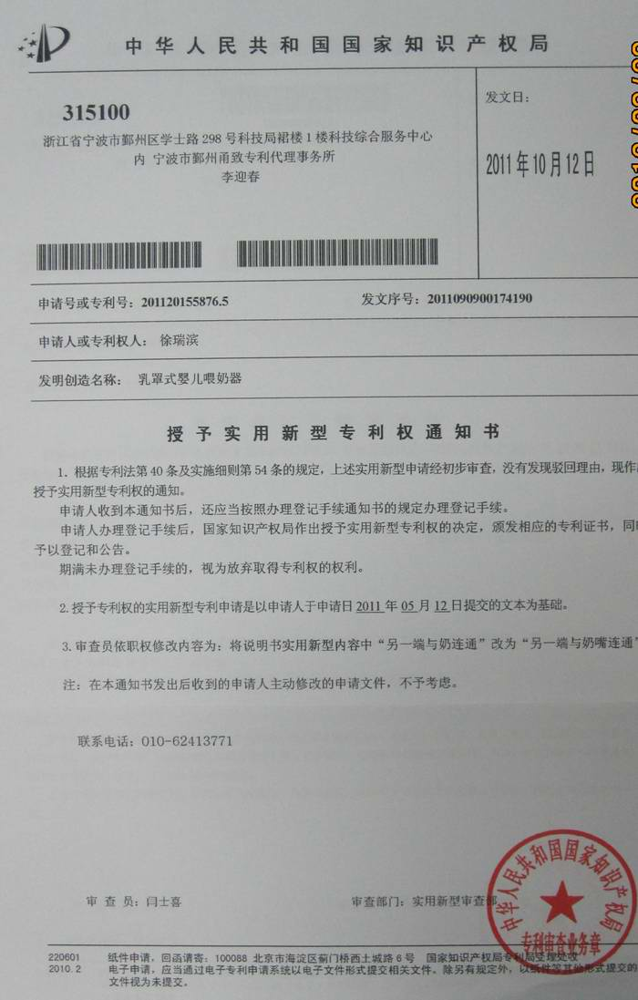 中华人民共和国国家知识产权局
315100
浙江省宁波市鄞州区学士路 298 号科技局裙楼 1 楼科技综合服务中心
内 宁波市鄞州甬致专利代理事务所
李迎春
发文日：
2011 年 10 月 12 日
申请号或专利号：201120155876.5
发文序号：2011090900174190
申请人或专利权人： 徐瑞滨
发明创造名称： 乳罩式婴儿喂奶器
授予实用新型专利权通知书
1. 根据专利法第 40 条及实施细则第 54 条的规定，上述实用新型申请经初步审查，没有发现驳回理由，现作
授予实用新型专利权的通知。
申请人收到本通知书后，还应当按照办理登记手续通知书的规定办理登记手续。
申请人办理登记手续后，国家知识产权局作出授予实用新型专利权的决定，颁发相应的专利证书，同
予以登记和公告。
期满未办理登记手续的，视为放弃取得专利权的权利。
2. 授予专利权的实用新型专利申请是以申请人于申请日 2011 年 05 月 12 日提交的文本为基础。
3. 审查员依职权修改内容为：将说明书实用新型内容中“另一端与奶连通”改为“另一端与奶嘴连通”
注：在本通知书发出后收到的申请人主动修改的申请文件，不予考虑。
联系电话：010-62413771
审 查 员：闫士喜
审查部门：实用新型审查部
中华人民共和国国家知识产权局
专利审查业务章
220601 纸件申请，回函请寄：100088 北京市海淀区蓟门桥西土城路 6 号 国家知识产权局专利局受理处收
2010.2 电子申请，应当通过电子专利申请系统以电子文件形式提交相关文件。除另有规定外，以纸件等其他形式提交的
文件视为未提交。